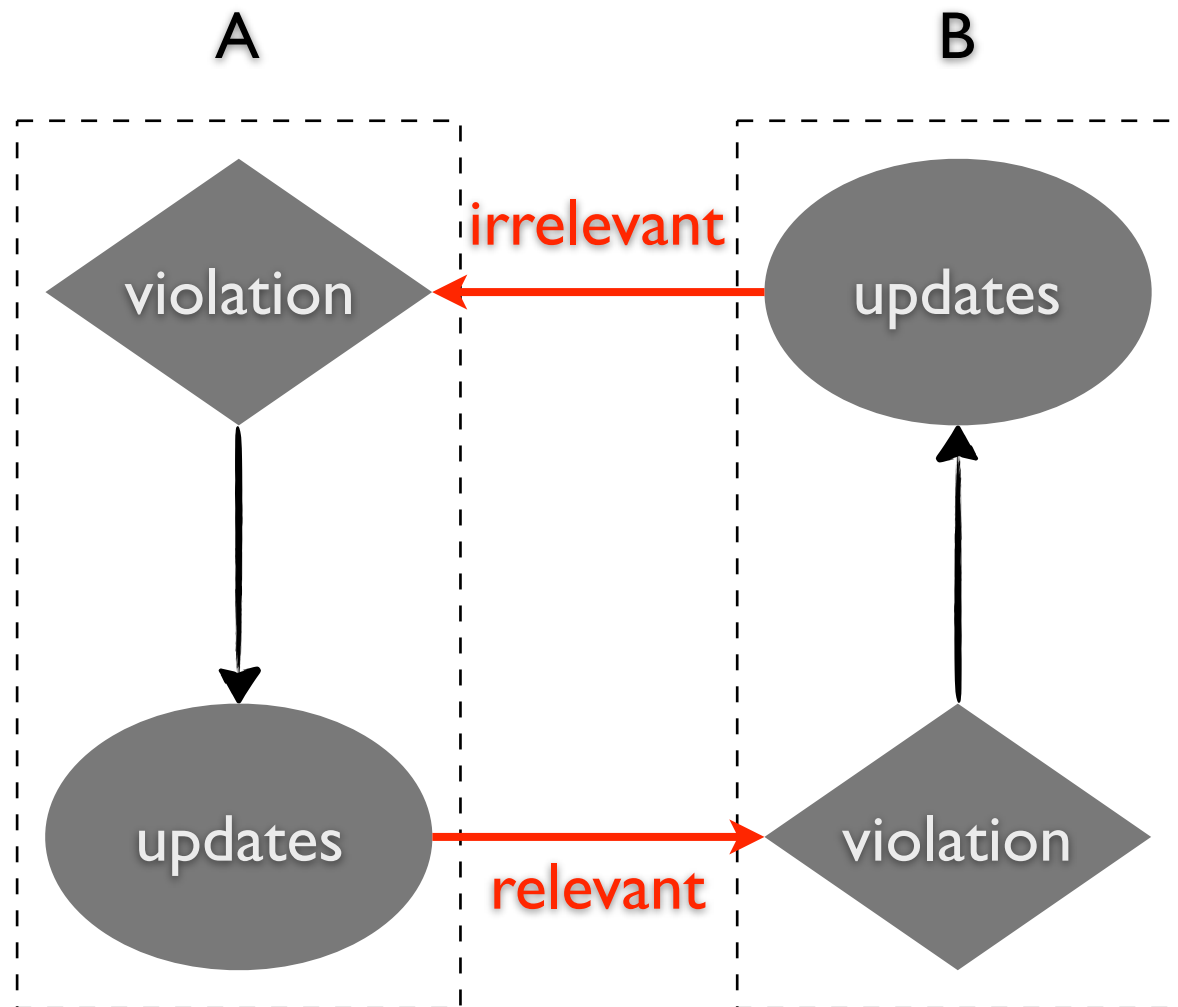 A
B
irrelevant
violation
updates
updates
violation
relevant